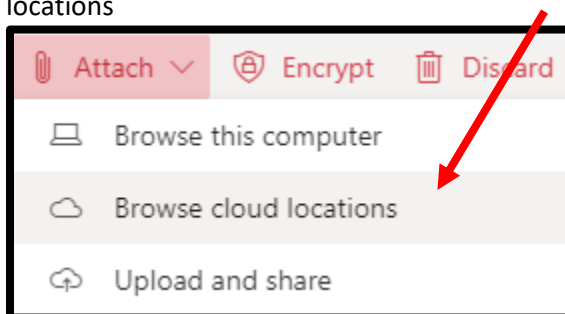 locations
Attach Encrypt Discard
Browse this computer
Browse cloud locations
Upload and share